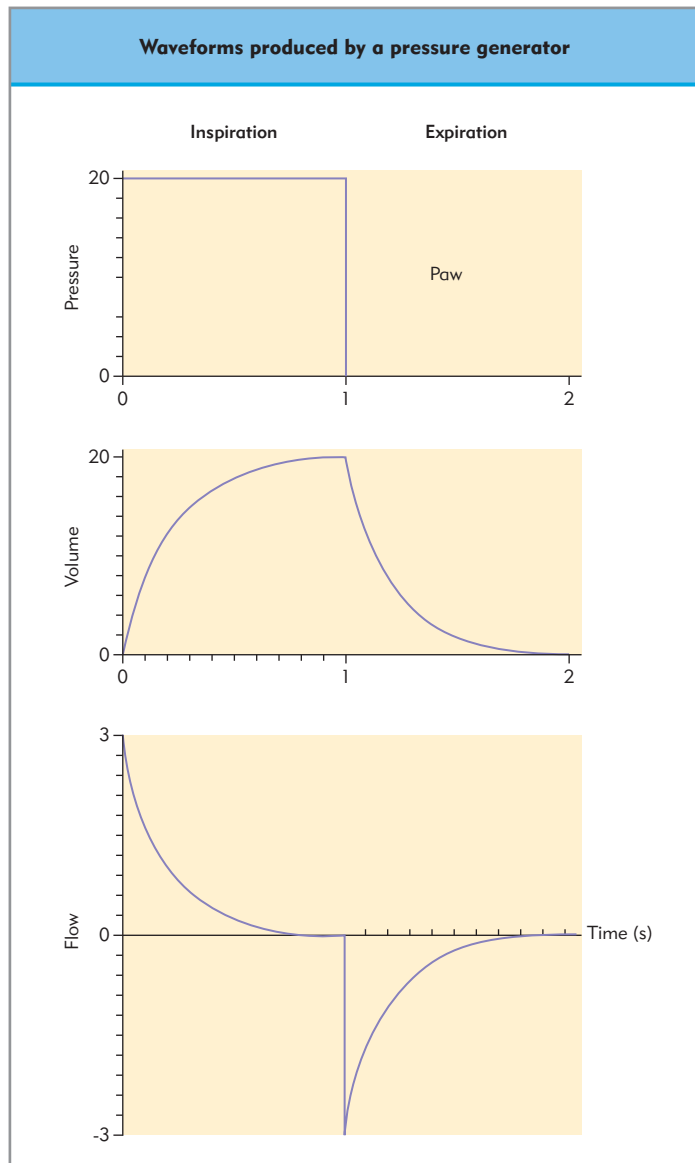 Waveforms produced by a pressure generator
Inspiration Expiration
20
Pressure
Paw
0
0 1 2
20
Volume
0
0 1 2
3
Flow
0
Time (s)
-3